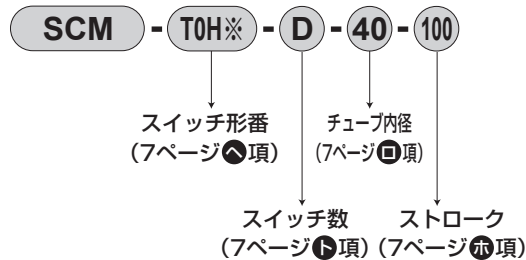 SCM - T0H※ - D - 40 - 100
スイッチ形番 チューブ内径
(7ページヘ項) (7ページロ項)
スイッチ数 ストローク
(7ページト項) (7ページホ項)